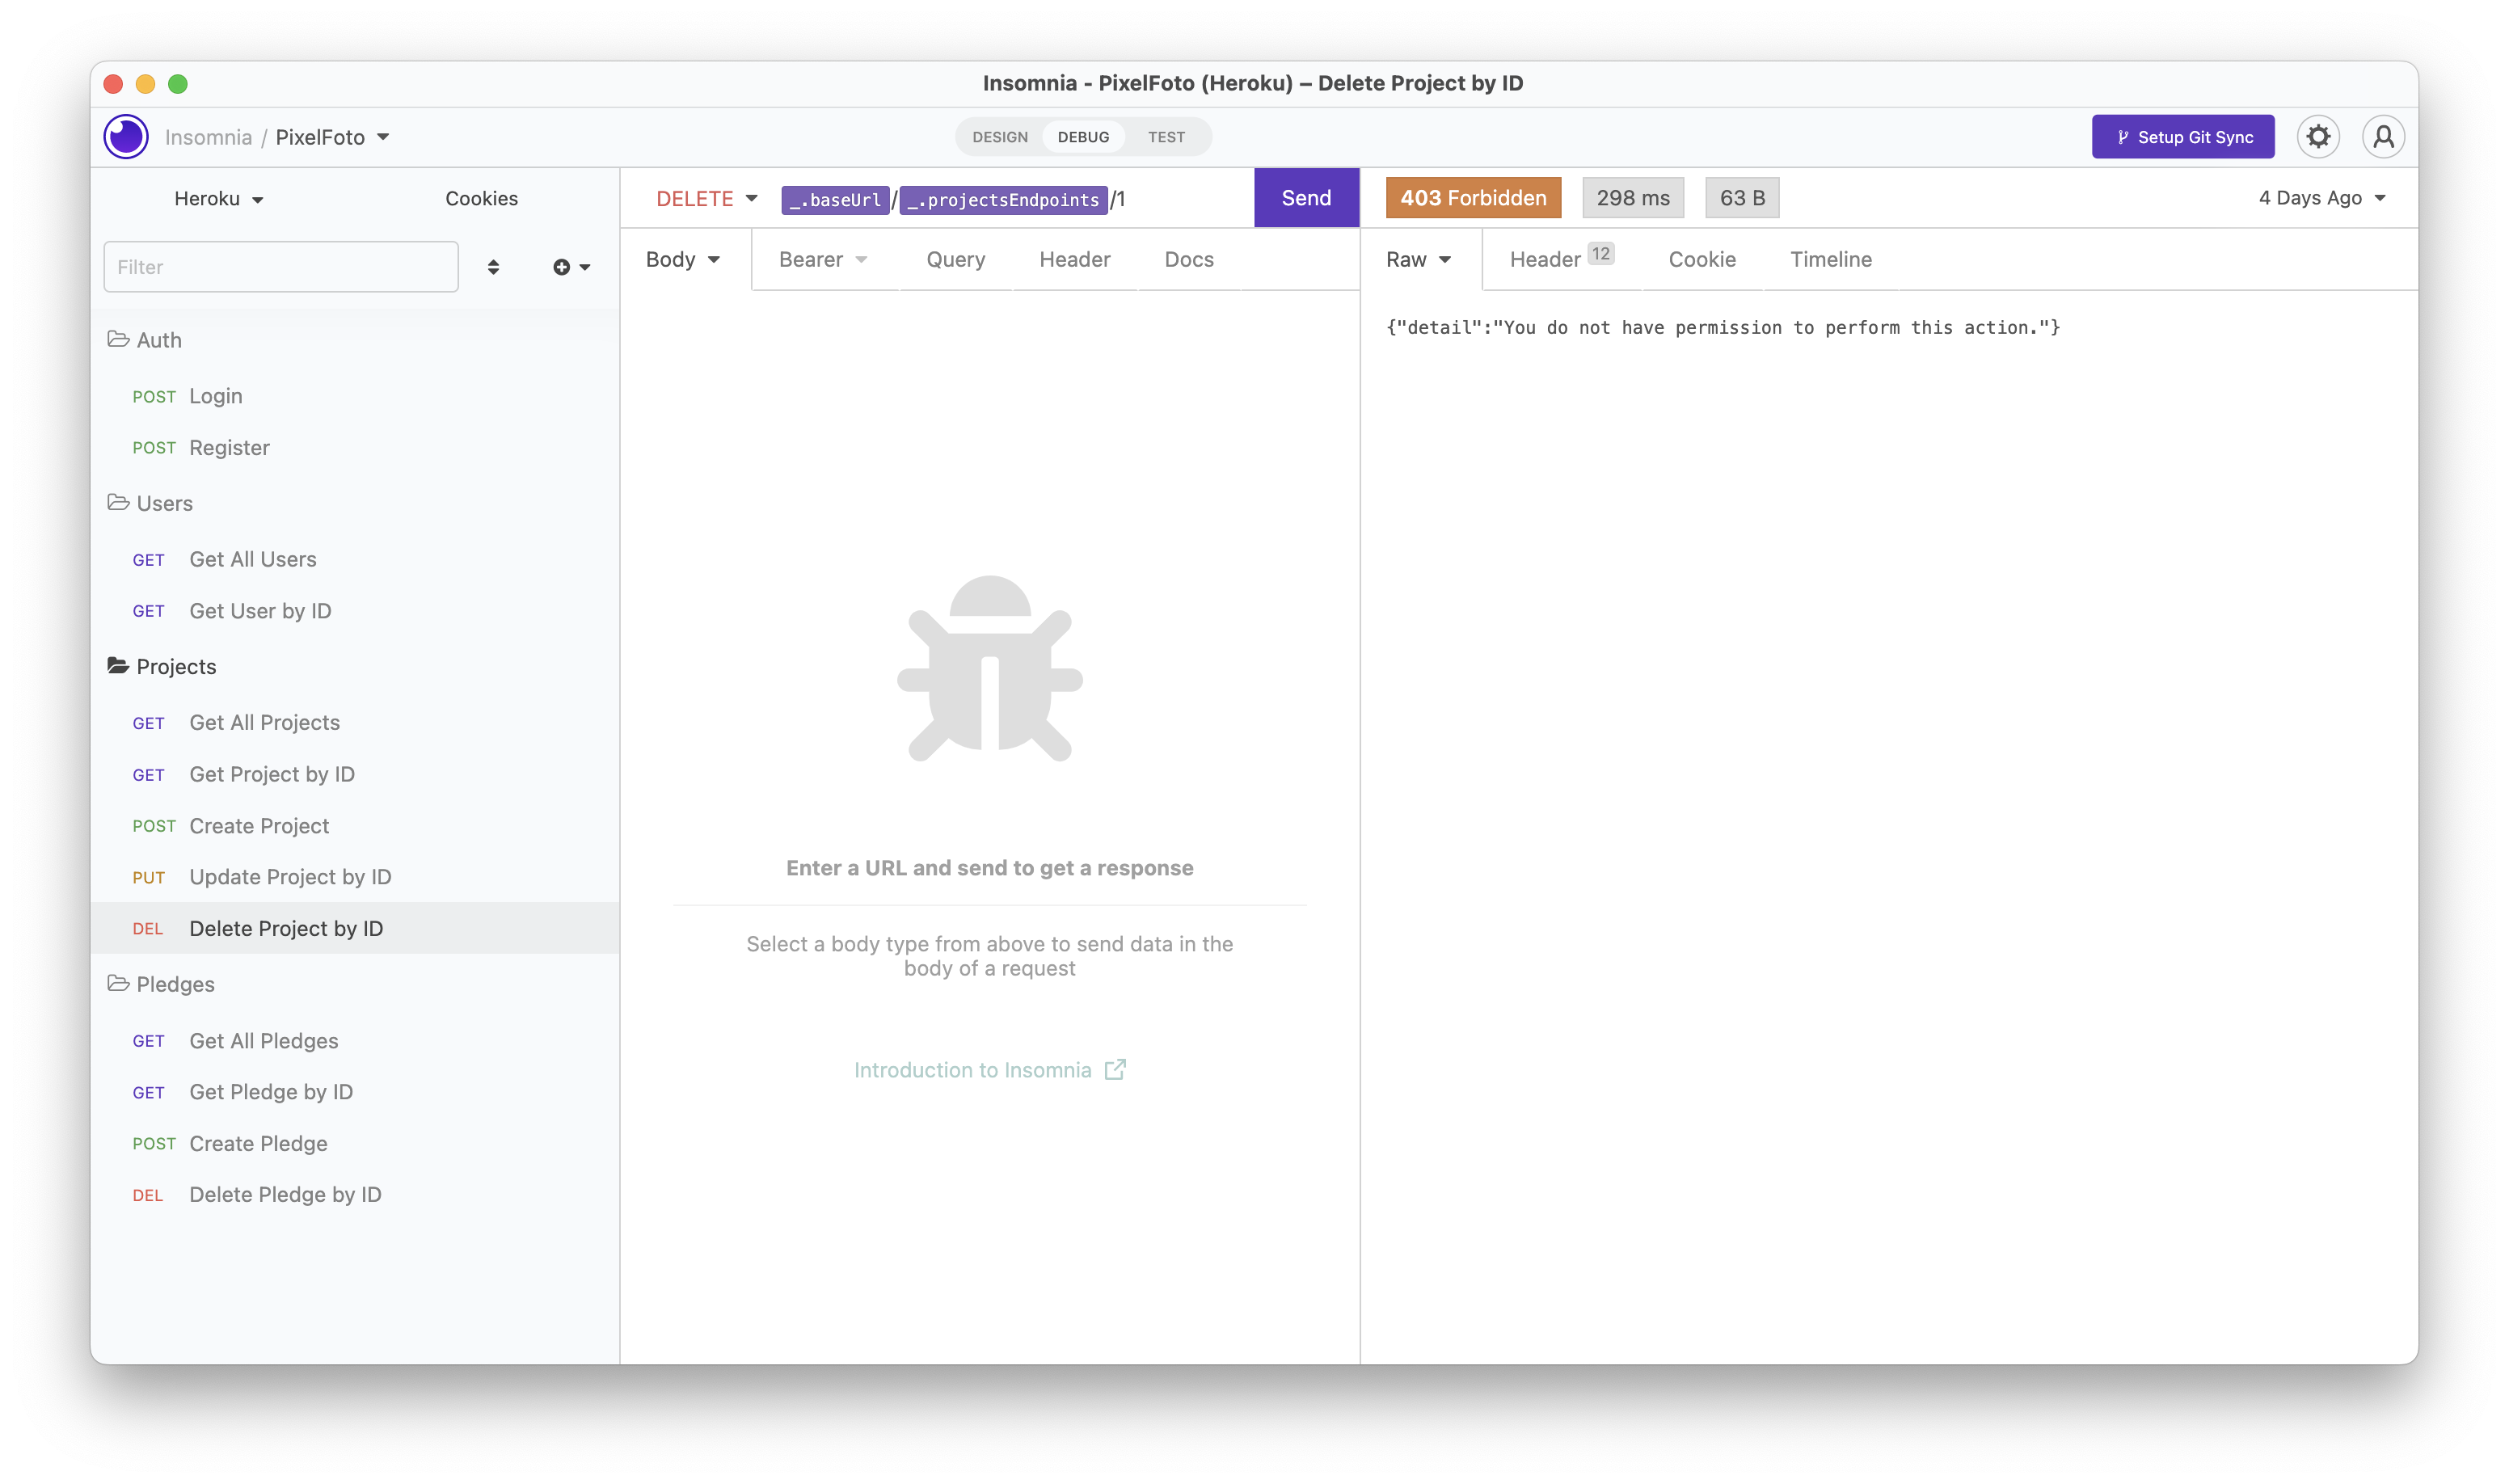 Insomnia - PixelFoto (Heroku) – Delete Project by ID
Insomnia / PixelFoto
DESIGN DEBUG TEST
Setup Git Sync
Heroku Cookies
Filter
Auth
POST Login
POST Register
Users
GET Get All Users
GET Get User by ID
Projects
GET Get All Projects
GET Get Project by ID
POST Create Project
PUT Update Project by ID
DEL Delete Project by ID
Pledges
GET Get All Pledges
GET Get Pledge by ID
POST Create Pledge
DEL Delete Pledge by ID
DELETE _.baseUrl/_.projectsEndpoints/1 Send
Body Bearer Query Header Docs
Enter a URL and send to get a response
Select a body type from above to send data in the
body of a request
Introduction to Insomnia
403 Forbidden 298 ms 63 B 4 Days Ago
Raw Header 12 Cookie Timeline
{"detail":"You do not have permission to perform this action."}